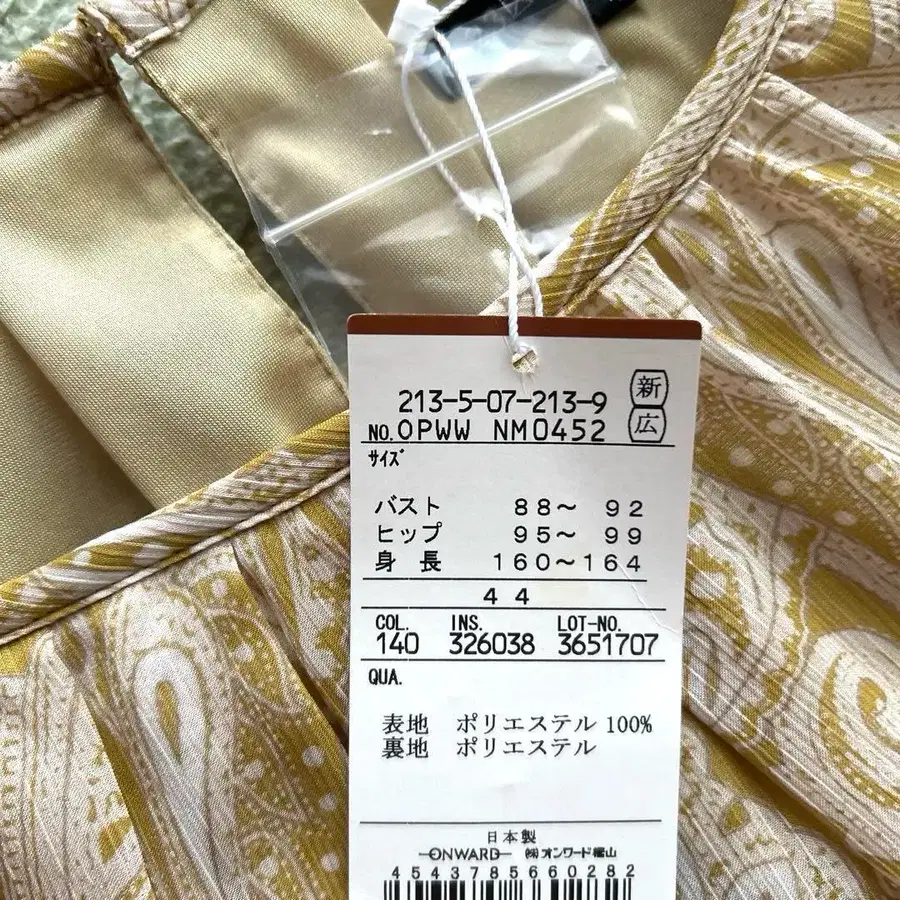 213-5-07-213-9 新
NO. OPWW NM0452 広
ｻｲｽﾞ
バスト 88〜 92
ヒップ 95〜 99
身 長 160〜164
44
COL. INS. LOT-NO.
140 326038 3651707
QUA.
表地 ポリエステル 100%
裏地 ポリエステル
日本製
ONWARD ㈱オンワード樫山
4543785660282